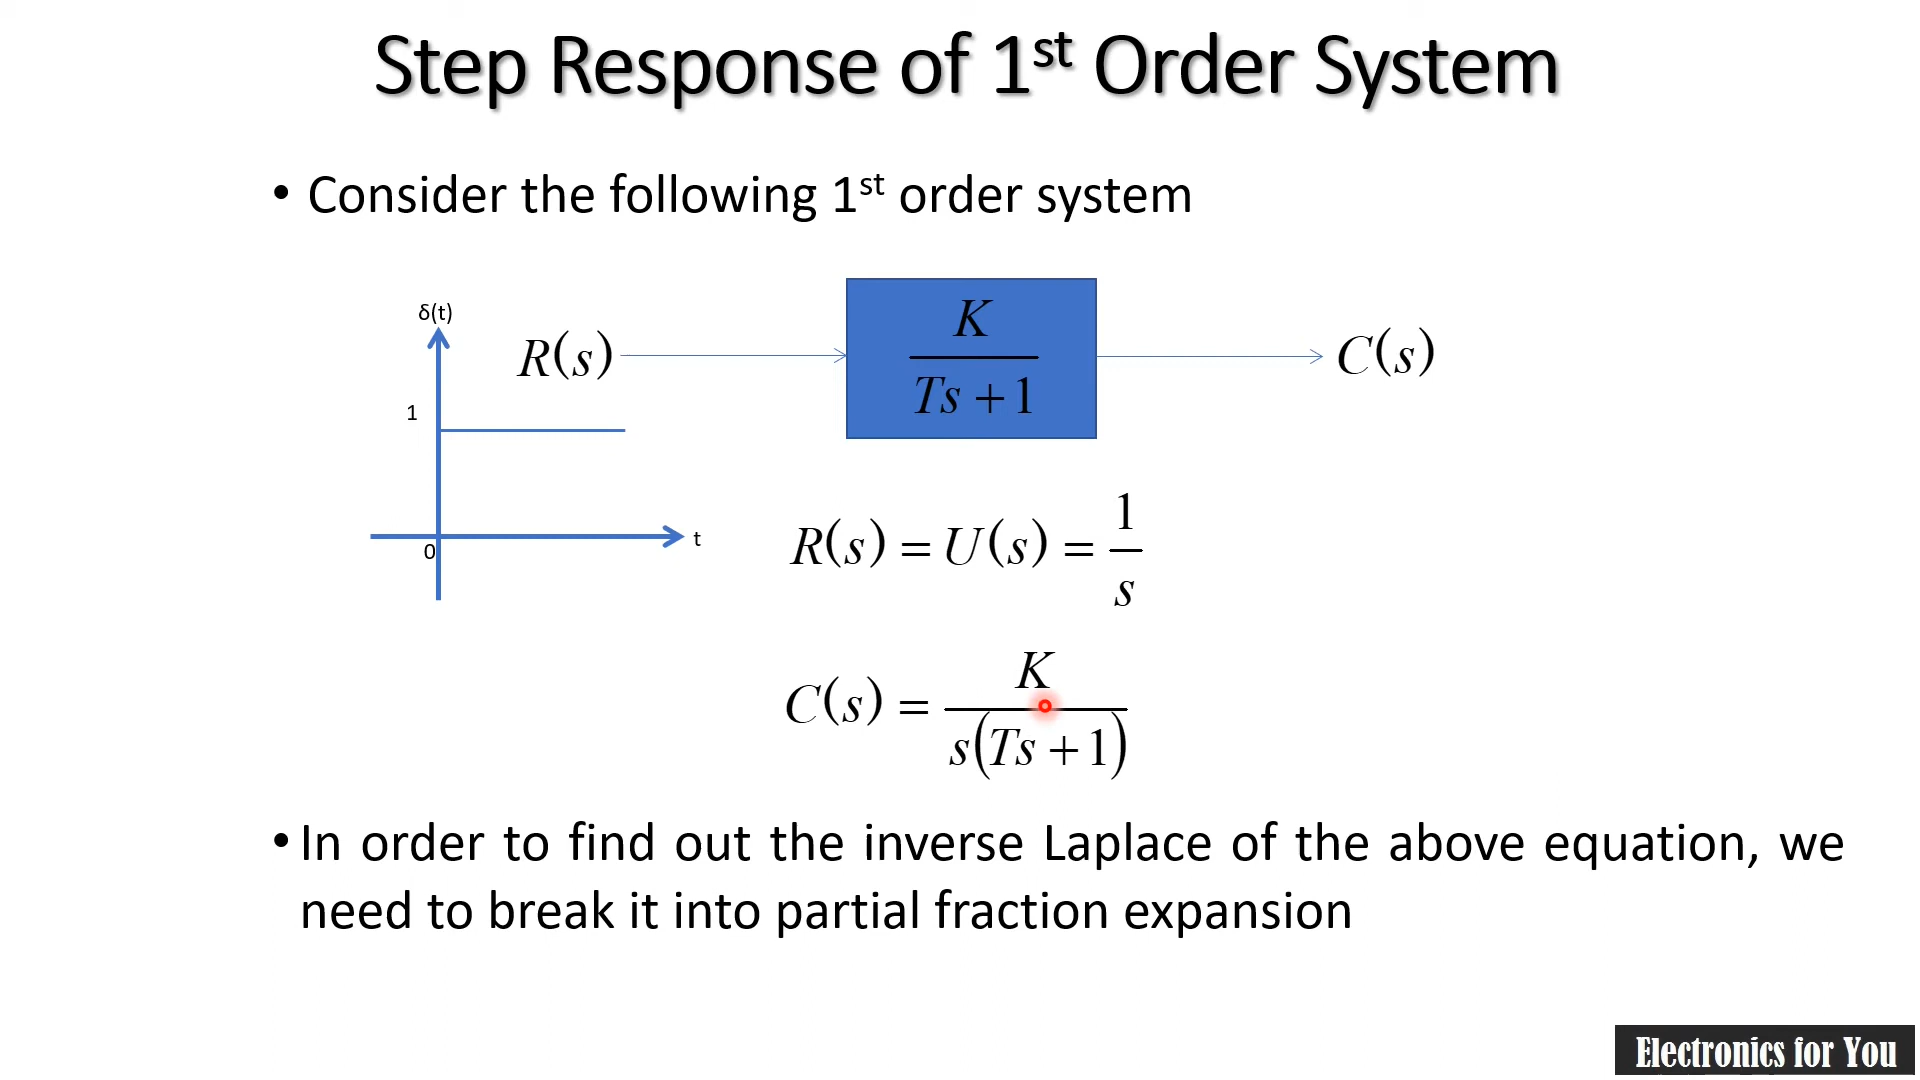 Step Response of 1st Order System
• Consider the following 1st order system
δ(t)
1
0
t
R(s)
K
Ts + 1
C(s)
R(s) = U(s) = 1/s
C(s) = K/s(Ts + 1)
• In order to find out the inverse Laplace of the above equation, we
need to break it into partial fraction expansion
Electronics for You